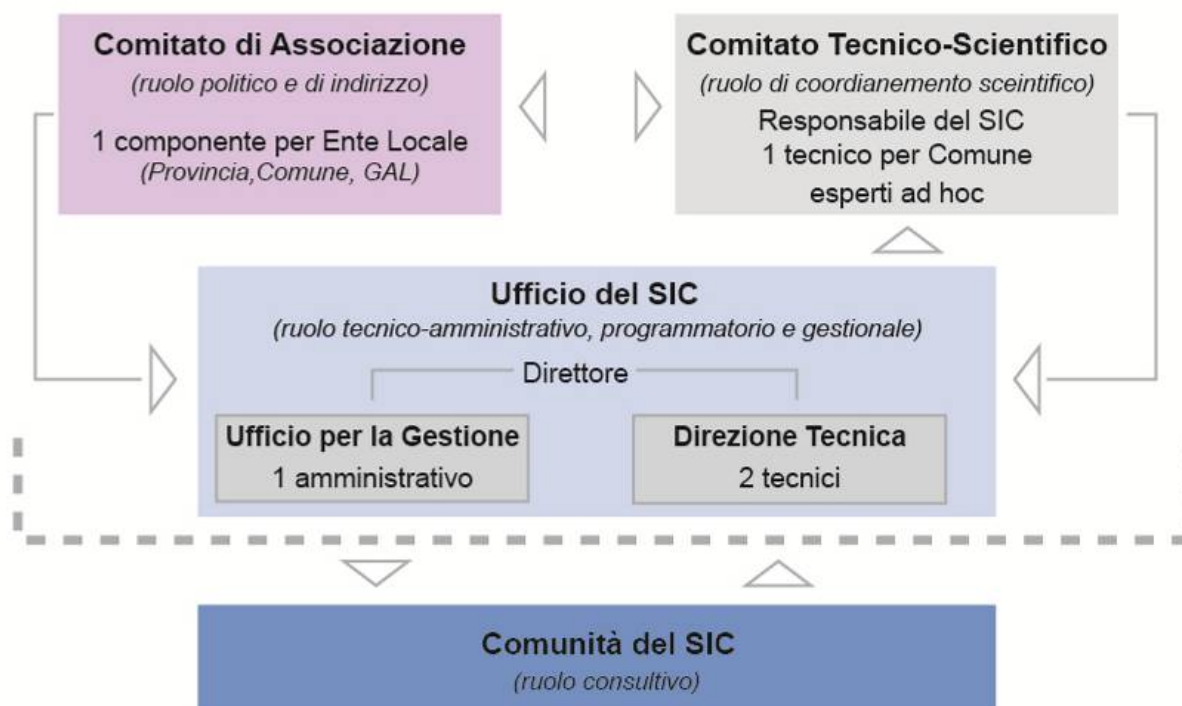 Comitato di Associazione
(ruolo politico e di indirizzo)
1 componente per Ente Locale
(Provincia,Comune, GAL)
Comitato Tecnico-Scientifico
(ruolo di coordianemento sceintifico)
Responsabile del SIC
1 tecnico per Comune
esperti ad hoc
Ufficio del SIC
(ruolo tecnico-amministrativo, programmatorio e gestionale)
Direttore
Ufficio per la Gestione
1 amministrativo
Direzione Tecnica
2 tecnici
Comunità del SIC
(ruolo consultivo)